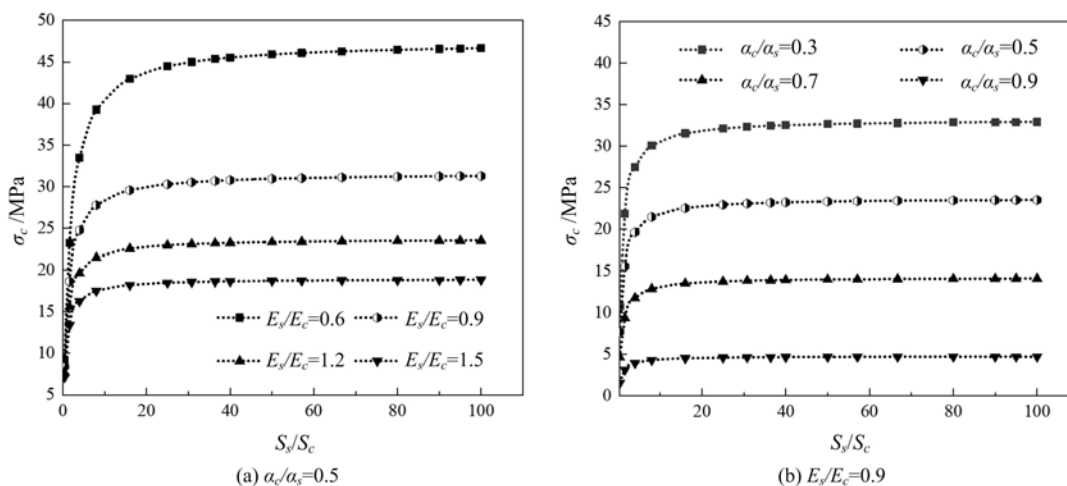 50
45
40
35
30
25
20
15
10
5
σc /MPa
Es/Ec=0.6 Es/Ec=0.9
Es/Ec=1.2 Es/Ec=1.5
0 20 40 60 80 100
Ss/Sc
(a) αc/αs=0.5
45
40
35
30
25
20
15
10
5
0
σc /MPa
αc/αs=0.3 αc/αs=0.5
αc/αs=0.7 αc/αs=0.9
20 40 60 80 100
Ss/Sc
(b) Es/Ec=0.9